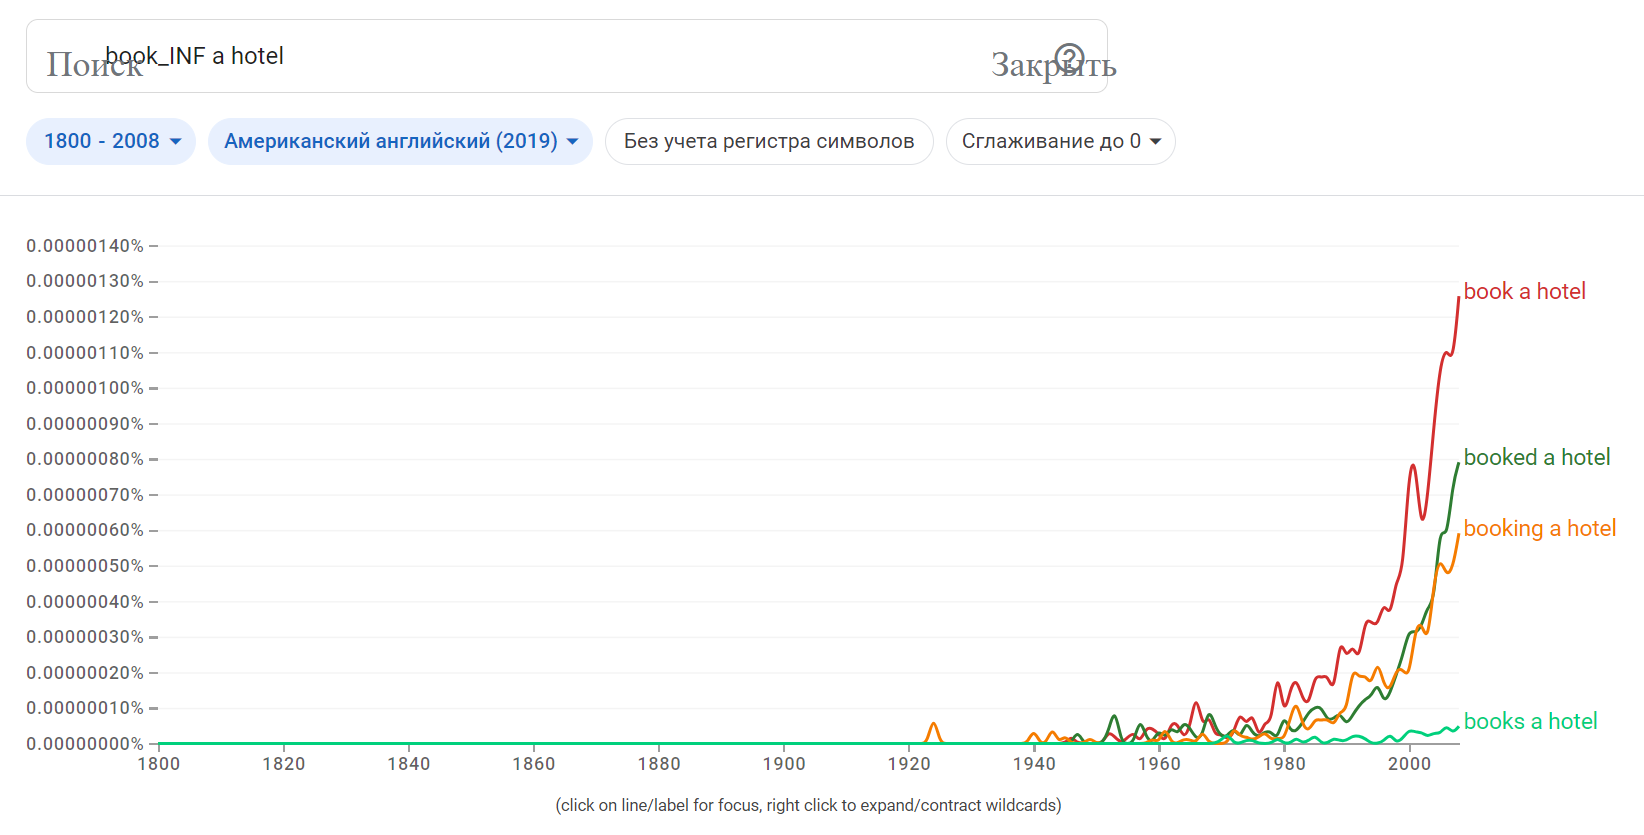 Поиск book_INF a hotel Закрыть
1800 - 2008 Американский английский (2019) Без учета регистра символов Сглаживание до 0
0.00000140%
0.00000130%
book a hotel
0.00000120%
0.00000110%
0.00000100%
0.00000090%
0.00000080%
booked a hotel
0.00000070%
0.00000060%
booking a hotel
0.00000050%
0.00000040%
0.00000030%
0.00000020%
0.00000010%
books a hotel
0.00000000%
1800 1820 1840 1860 1880 1900 1920 1940 1960 1980 2000
(click on line/label for focus, right click to expand/contract wildcards)